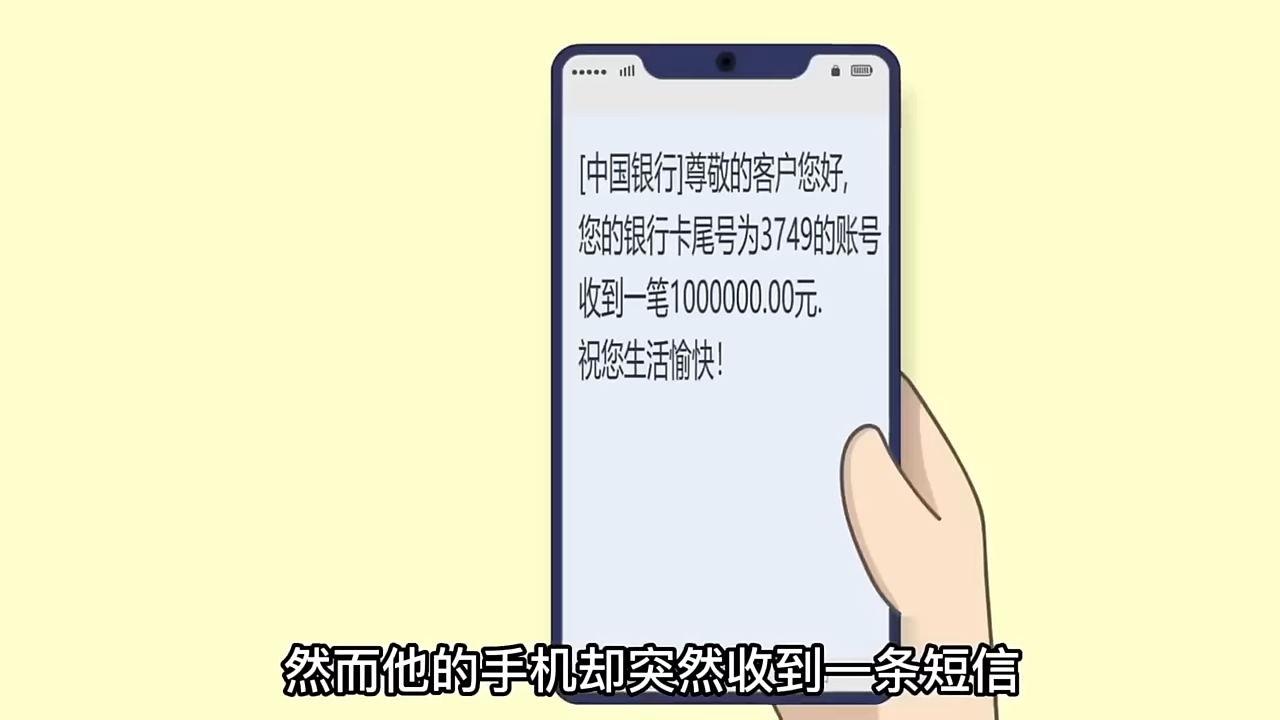 [中国银行]尊敬的客户您好,
您的银行卡尾号为3749的账号
收到一笔1000000.00元.
祝您生活愉快!
然而他的手机却突然收到一条短信